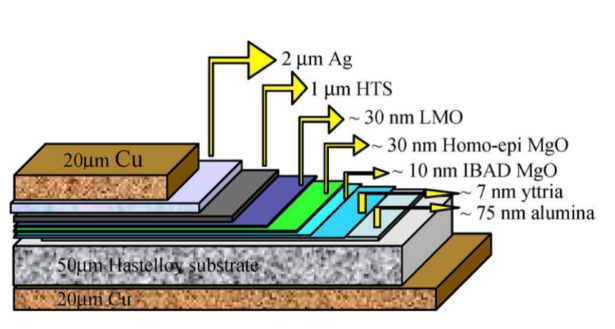 2 μm Ag
1 μm HTS
~ 30 nm LMO
~ 30 nm Homo-epi MgO
20μm Cu
~ 10 nm IBAD MgO
~ 7 nm yttria
~ 75 nm alumina
50μm Hastelloy substrate
20μm Cu